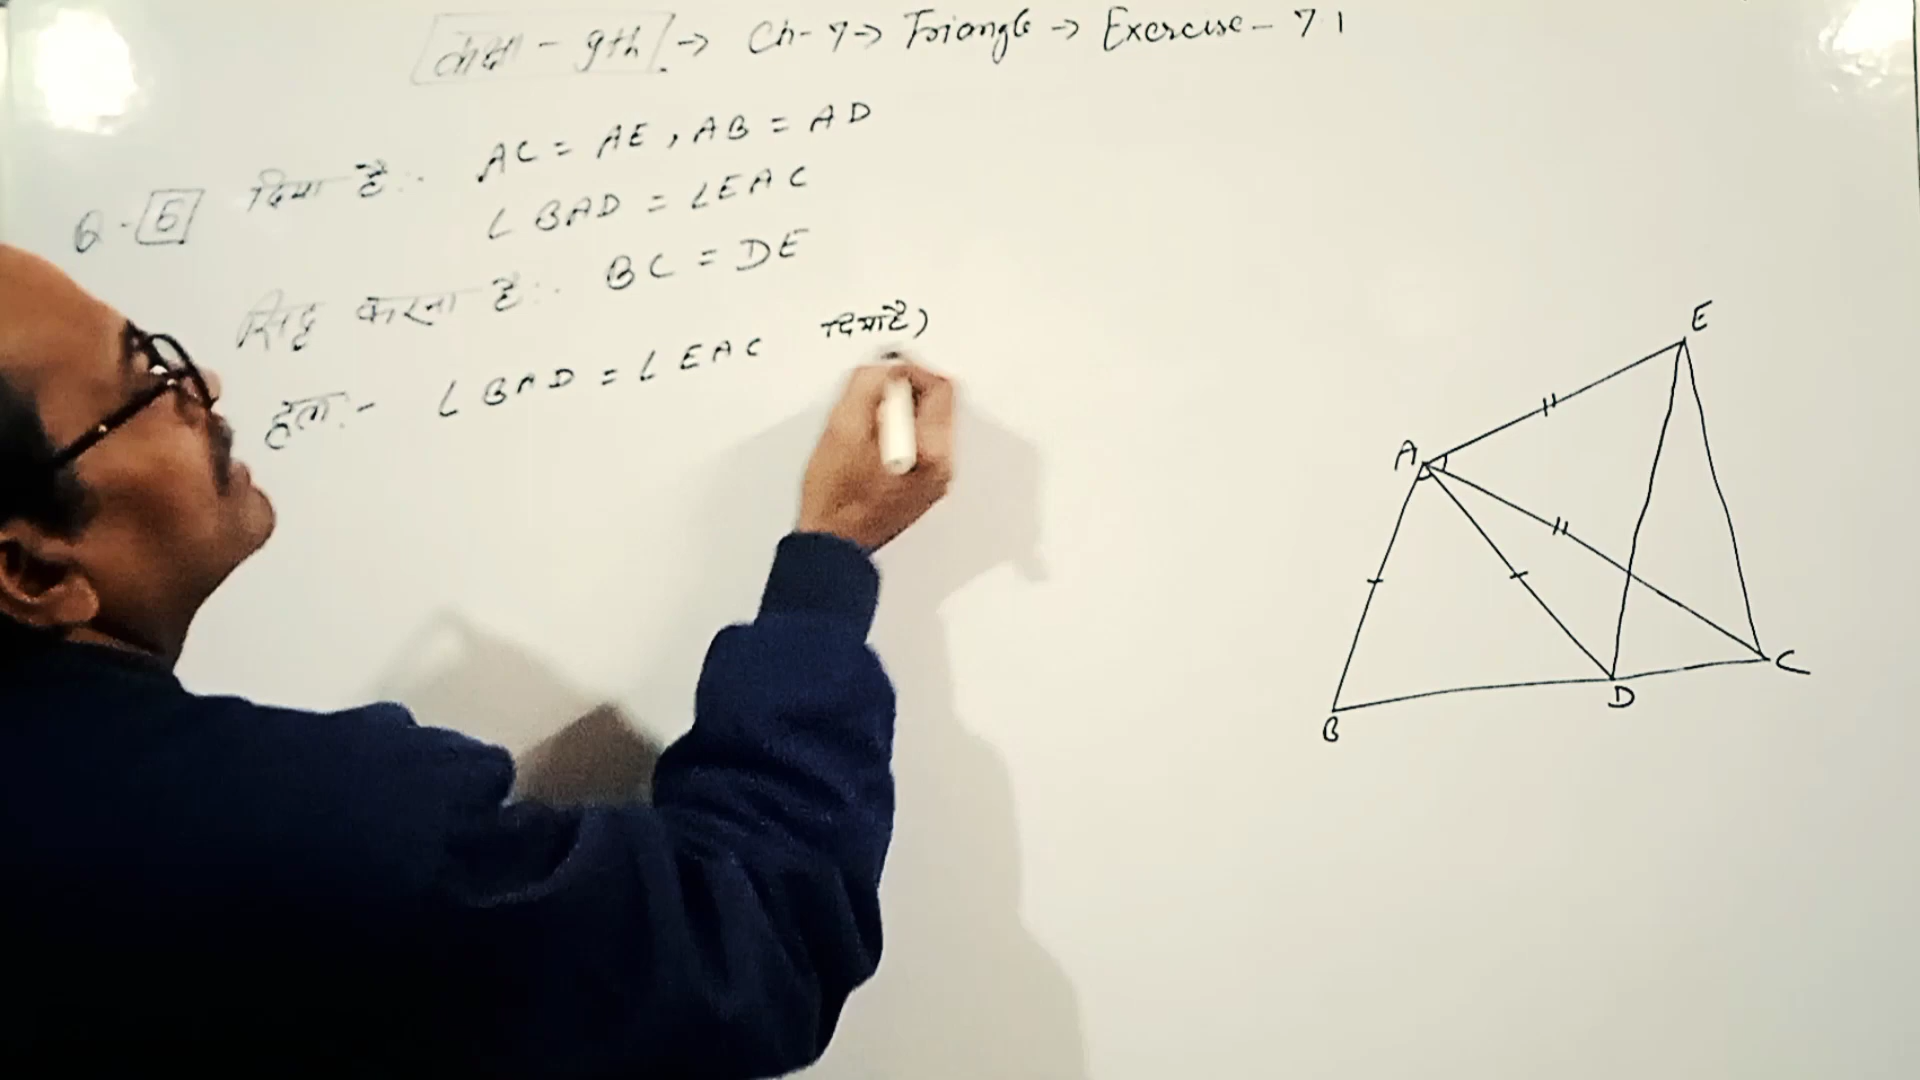 कक्षा - 9th → Ch-7 → Triangle → Exercise - 7.1
Q-6 दिया है:- AC = AE, AB = AD
∠BAD = ∠EAC
सिद्ध करना है:- BC = DE
हल:- ∠BAD = ∠EAC दिया है)
E
A
C
D
B